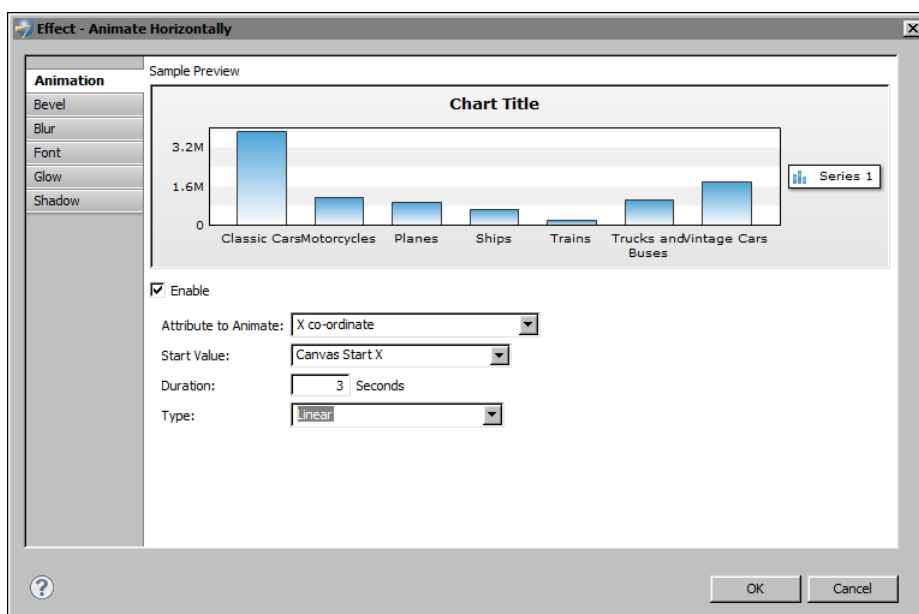 Effect - Animate Horizontally
Animation
Bevel
Blur
Font
Glow
Shadow
Sample Preview
Chart Title
3.2M
1.6M
0
Classic Cars Motorcycles Planes Ships Trains Trucks and Vintage Cars
Buses
Series 1
Enable
Attribute to Animate: X co-ordinate
Start Value: Canvas Start X
Duration: 3 Seconds
Type: Linear
?
OK Cancel